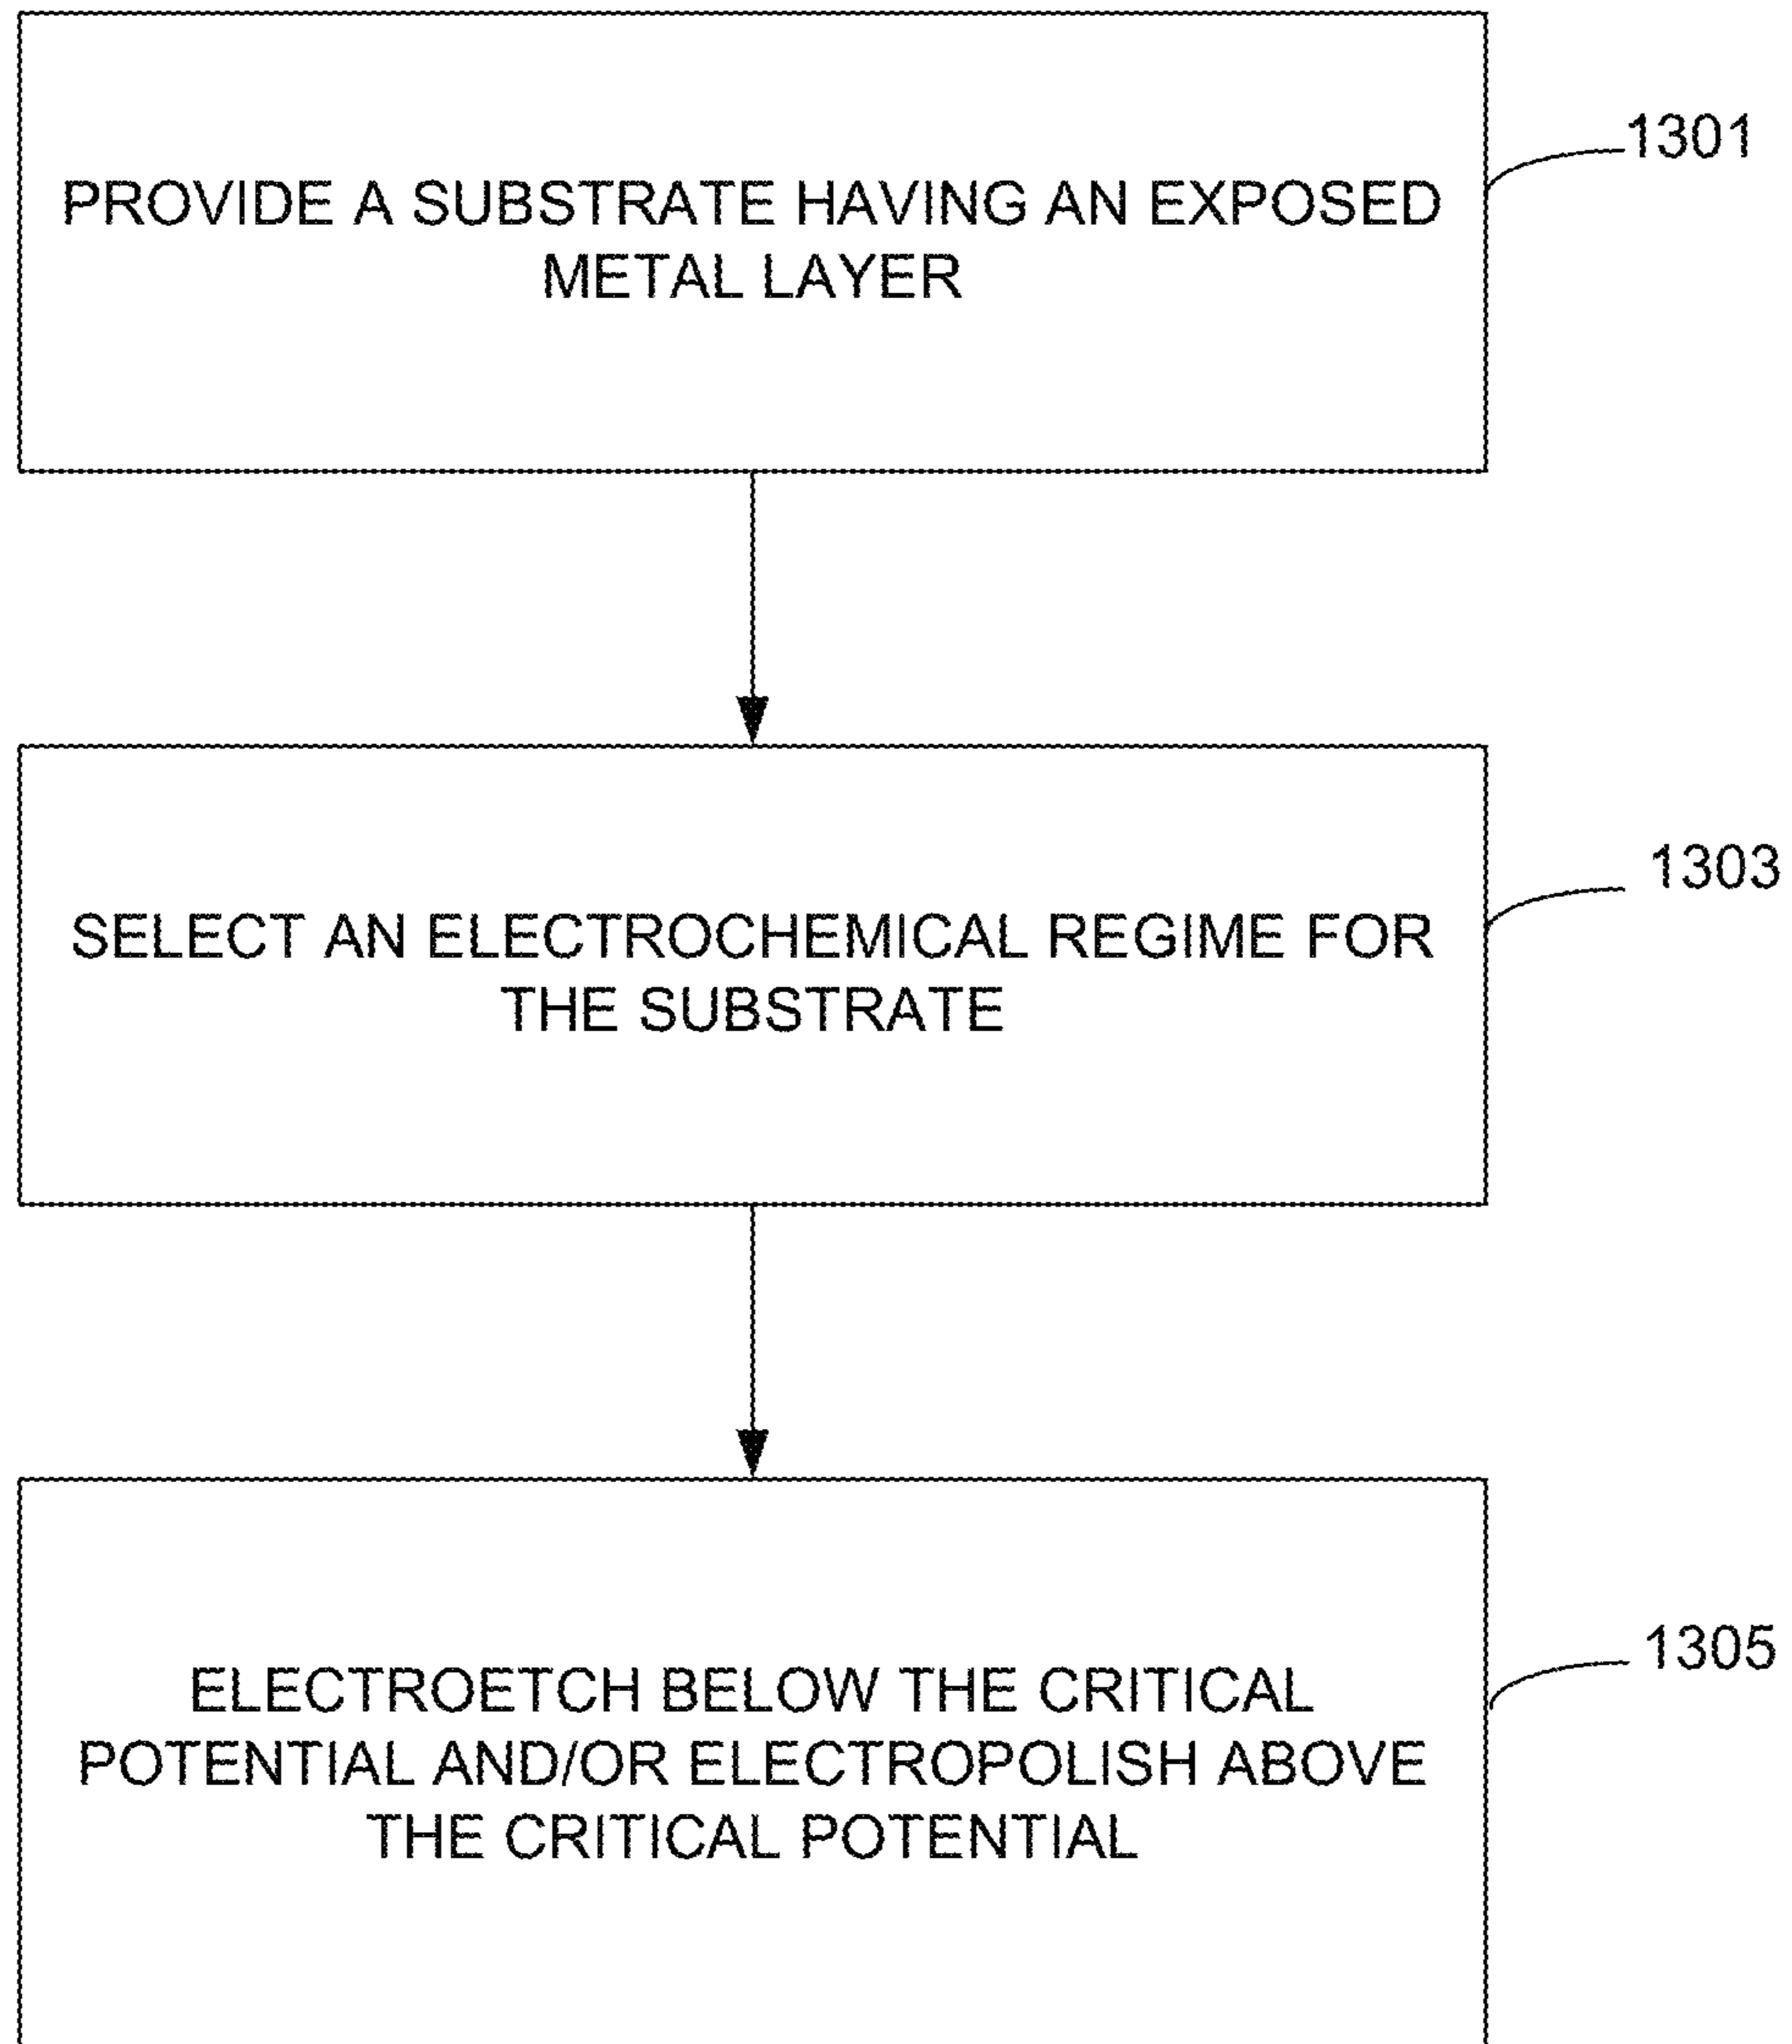 PROVIDE A SUBSTRATE HAVING AN EXPOSED
METAL LAYER
1301
SELECT AN ELECTROCHEMICAL REGIME FOR
THE SUBSTRATE
1303
ELECTROETCH BELOW THE CRITICAL
POTENTIAL AND/OR ELECTROPOLISH ABOVE
THE CRITICAL POTENTIAL
1305